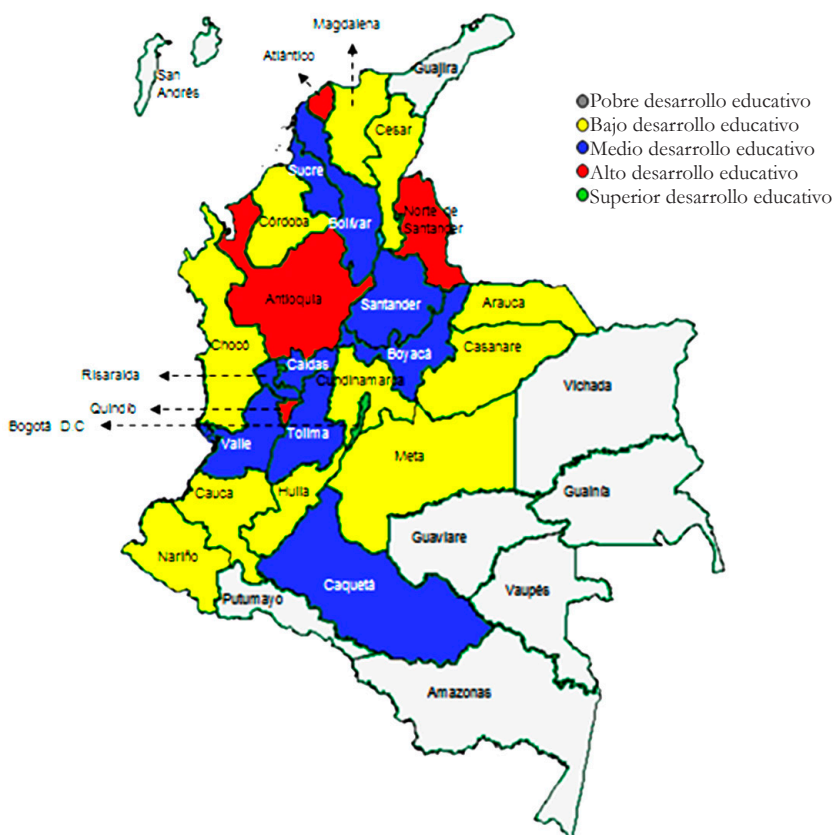 Magdalena
Atlántico
Guajira
San
Andrés
Pobre desarrollo educativo
Bajo desarrollo educativo
Medio desarrollo educativo
Alto desarrollo educativo
Superior desarrollo educativo
Cesar
Sucre
Córdoba
Bolívar
Norte de
Santander
Antioquia
Santander
Arauca
Chocó
Boyacá
Casanare
Caldas
Risaralda
Cundinamarca
Vichada
Quindío
Bogotá D.C
Valle
Tolima
Meta
Cauca
Huila
Guainía
Guaviare
Nariño
Caquetá
Vaupés
Putumayo
Amazonas